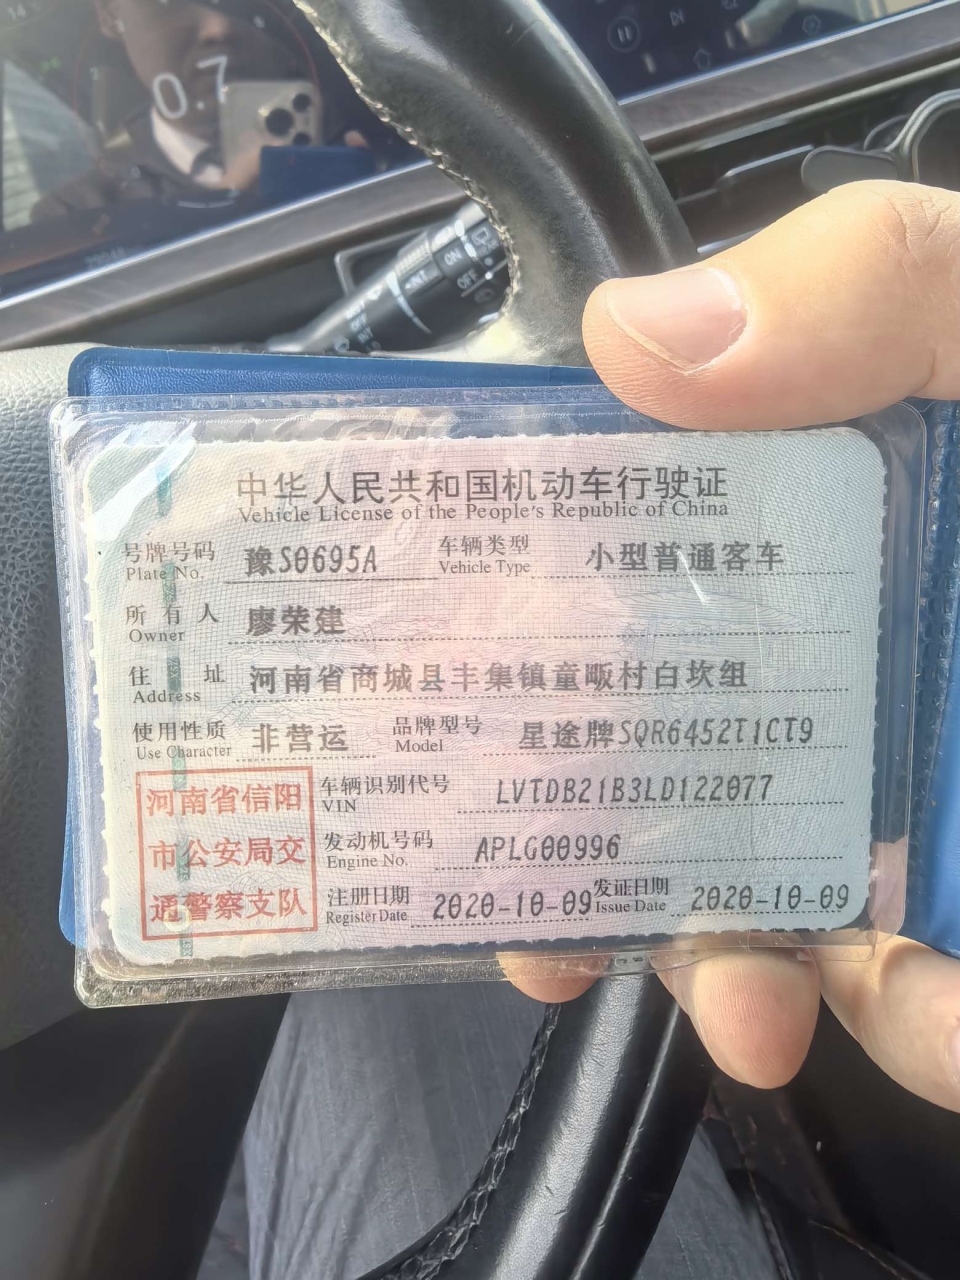 0.7
ON
INT
OFF
OFF
INT
中华人民共和国机动车行驶证
Vehicle License of the People's Republic of China
号牌号码 豫S0695A 车辆类型 小型普通客车
Plate No. Vehicle Type
所有人 廖荣建
Owner
住址 河南省商城县丰集镇童畈村白坎组
Address
使用性质 非营运 品牌型号 星途牌SQR6452T1CT9
Use Character Model
河南省信阳 车辆识别代号 LVTDB21B3LD122077
VIN
市公安局交 发动机号码 APLG00996
Engine No.
通警察支队 注册日期 2020-10-09 发证日期 2020-10-09
Register Date Issue Date